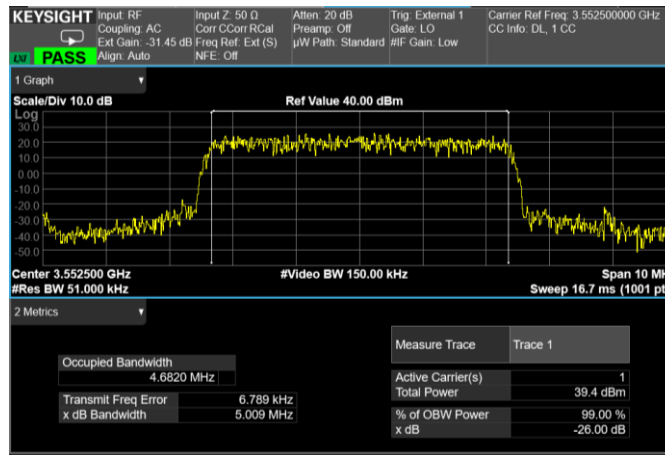 KEYSIGHT Input: RF Input Z: 50 Ω Atten: 20 dB Trig: External 1 Carrier Ref Freq: 3.552500000 GHz
Coupling: AC Corr CCorr RCal Preamp: Off Gate: LO CC Info: DL, 1 CC
Ext Gain: -31.45 dB Freq Ref: Ext (S) µW Path: Standard #IF Gain: Low
LXI PASS Align: Auto NFE: Off
1 Graph
Scale/Div 10.0 dB Ref Value 40.00 dBm
Log
30.0
20.0
10.0
0.00
-10.0
-20.0
-30.0
-40.0
-50.0
Center 3.552500 GHz #Video BW 150.00 kHz Span 10 MH
#Res BW 51.000 kHz Sweep 16.7 ms (1001 pt
2 Metrics
Measure Trace Trace 1
Occupied Bandwidth
4.6820 MHz
Active Carrier(s) 1
Transmit Freq Error 6.789 kHz Total Power 39.4 dBm
x dB Bandwidth 5.009 MHz % of OBW Power 99.00 %
x dB -26.00 dB